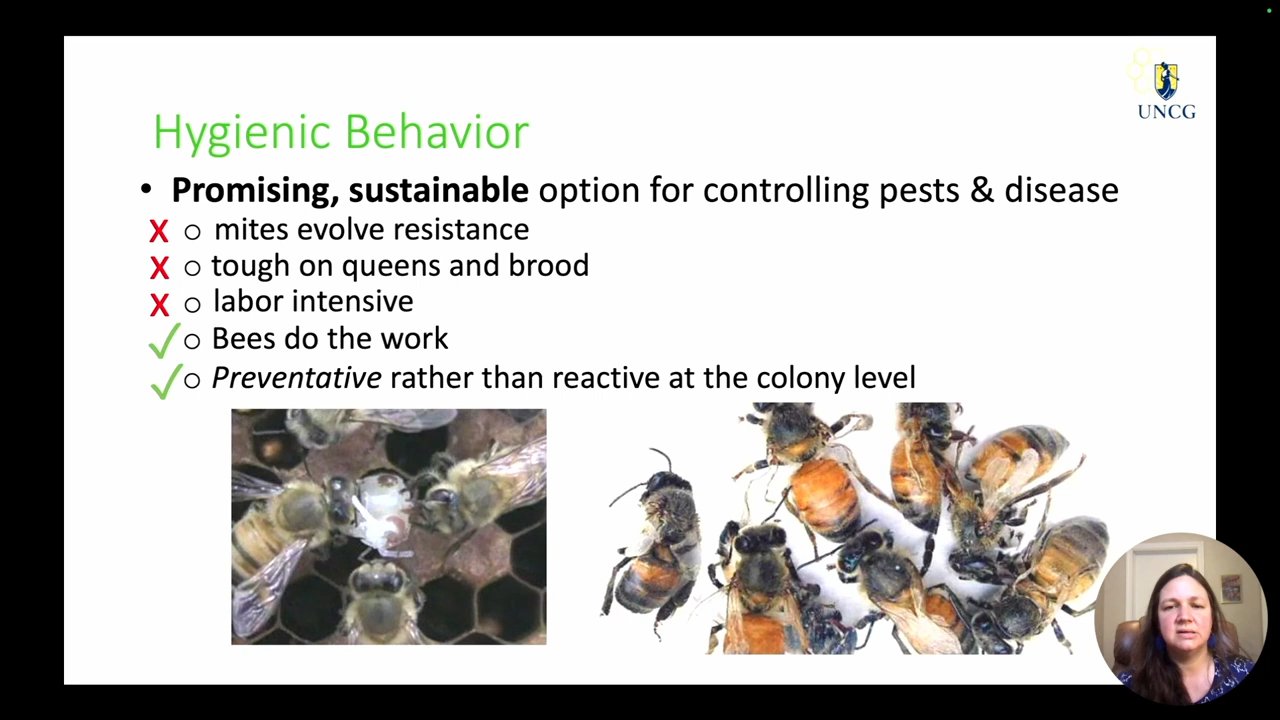 UNCG
Hygienic Behavior
• Promising, sustainable option for controlling pests & disease
X o mites evolve resistance
X o tough on queens and brood
X o labor intensive
✓ o Bees do the work
✓ o Preventative rather than reactive at the colony level